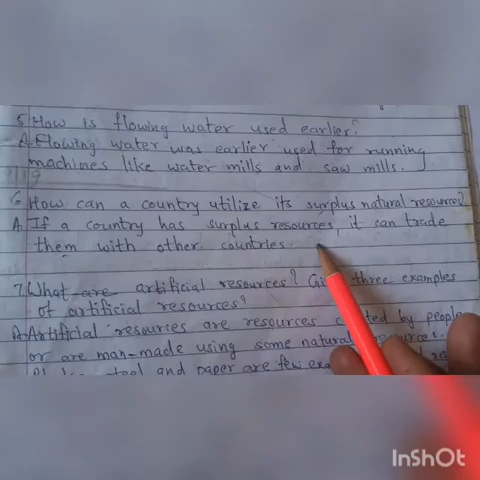 5. How is flowing water used earlier?
A. Flowing water was earlier used for running
machines like water mills and saw mills.
6. How can a country utilize its surplus natural resources?
A. If a country has surplus resources, it can trade
them with other countries.
7. What are artificial resources? Gi three examples
of artificial resources?
A. Artificial resources are resources ted by people
or are man-made using some natural
and paper are few exa
InShOt